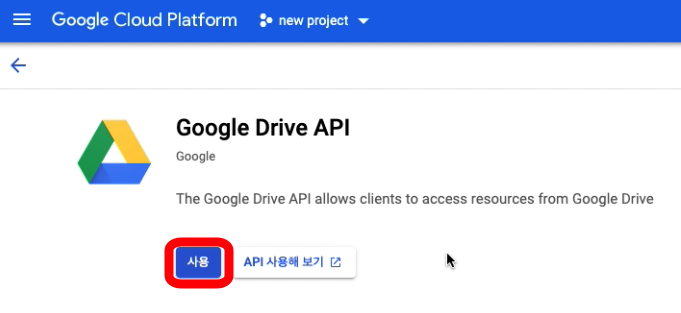 Google Cloud Platform new project
Google Drive API
Google
The Google Drive API allows clients to access resources from Google Drive
사용 API 사용해 보기